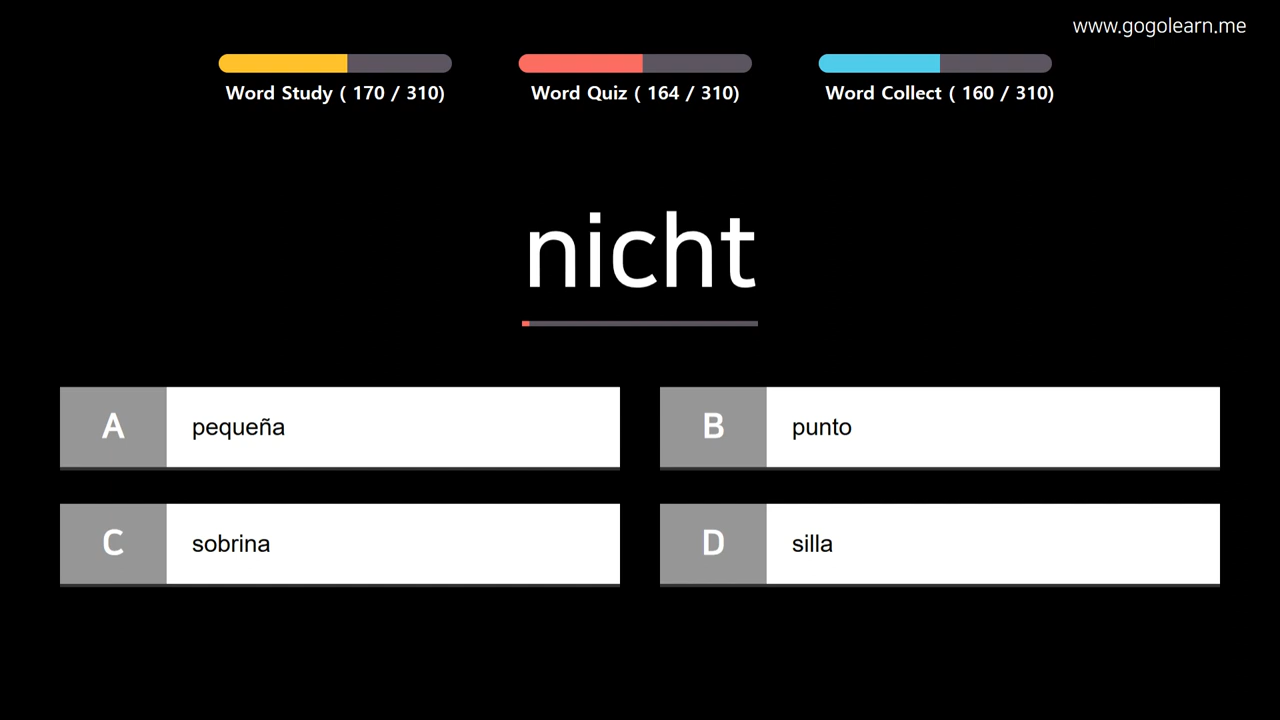 www.gogolearn.me
Word Study ( 170 / 310)
Word Quiz ( 164 / 310)
Word Collect ( 160 / 310)
nicht
A pequeña
B punto
C sobrina
D silla